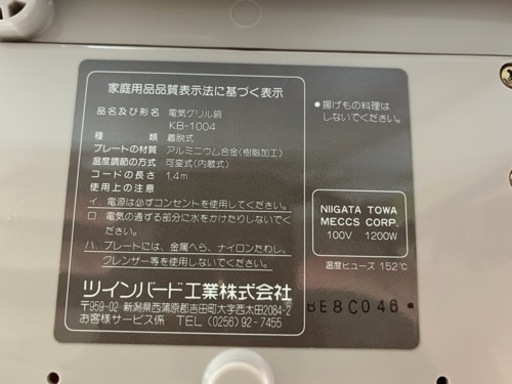 家庭用品品質表示法に基づく表示
品名及び形名 電気グリル鍋
KB-1004
種類 着脱式
プレートの材質 アルミニウム合金(樹脂加工)
温度調節の方式 可変式(内蔵式)
コードの長さ 1.4m
使用上の注意
イ. 電源は必ずコンセントを使用してください。
ロ. 電気の通ずる部分に水をかけたりしないでください。
ハ. プレートには、金属へら、ナイロンたわし、
クレンザー等を使用しないでください。
ツインバード工業株式会社
〒959-02 新潟県西蒲原郡吉田町大字西太田2084-2
お客様サービス係 TEL (0256)92-7455
●揚げもの料理は
しないでください。
NIIGATA TOWA
MECCS CORP.
100V 1200W
温度ヒューズ 152℃
BE8C046